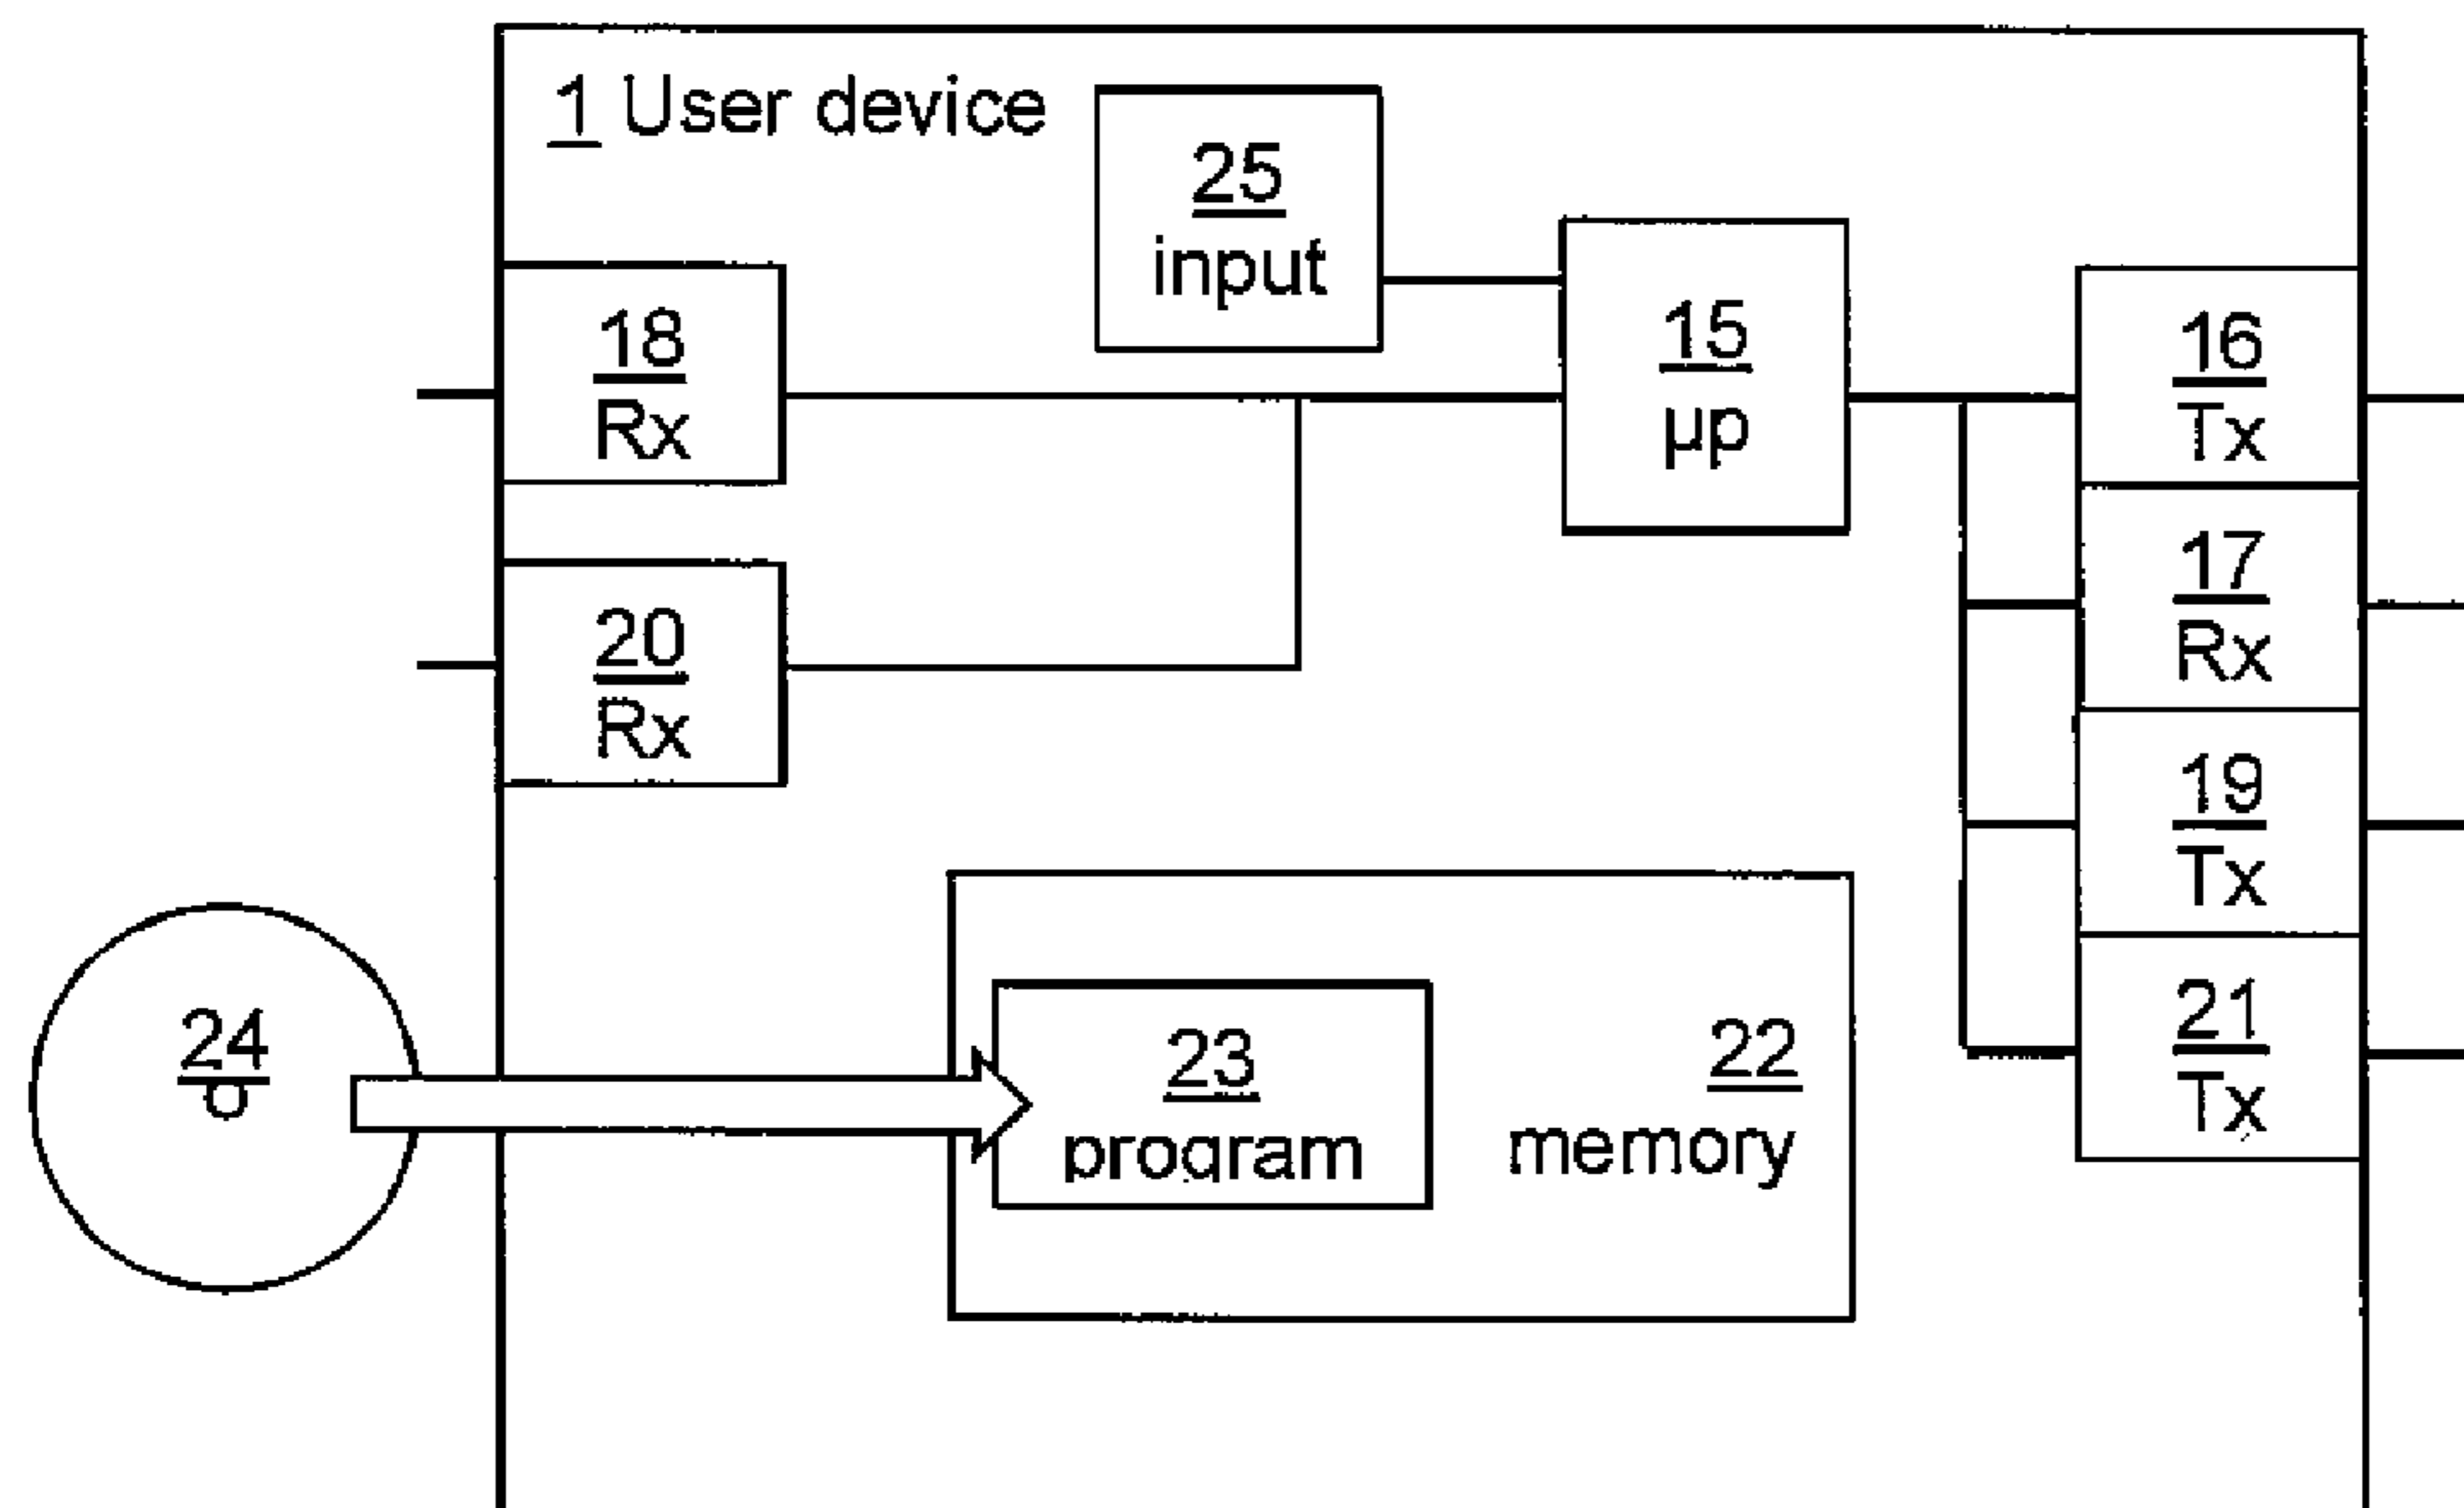 1 User device
25
input
15
µp
18
Rx
20
Rx
16
Tx
17
Rx
19
Tx
21
Tx
24
23
program
22
memory